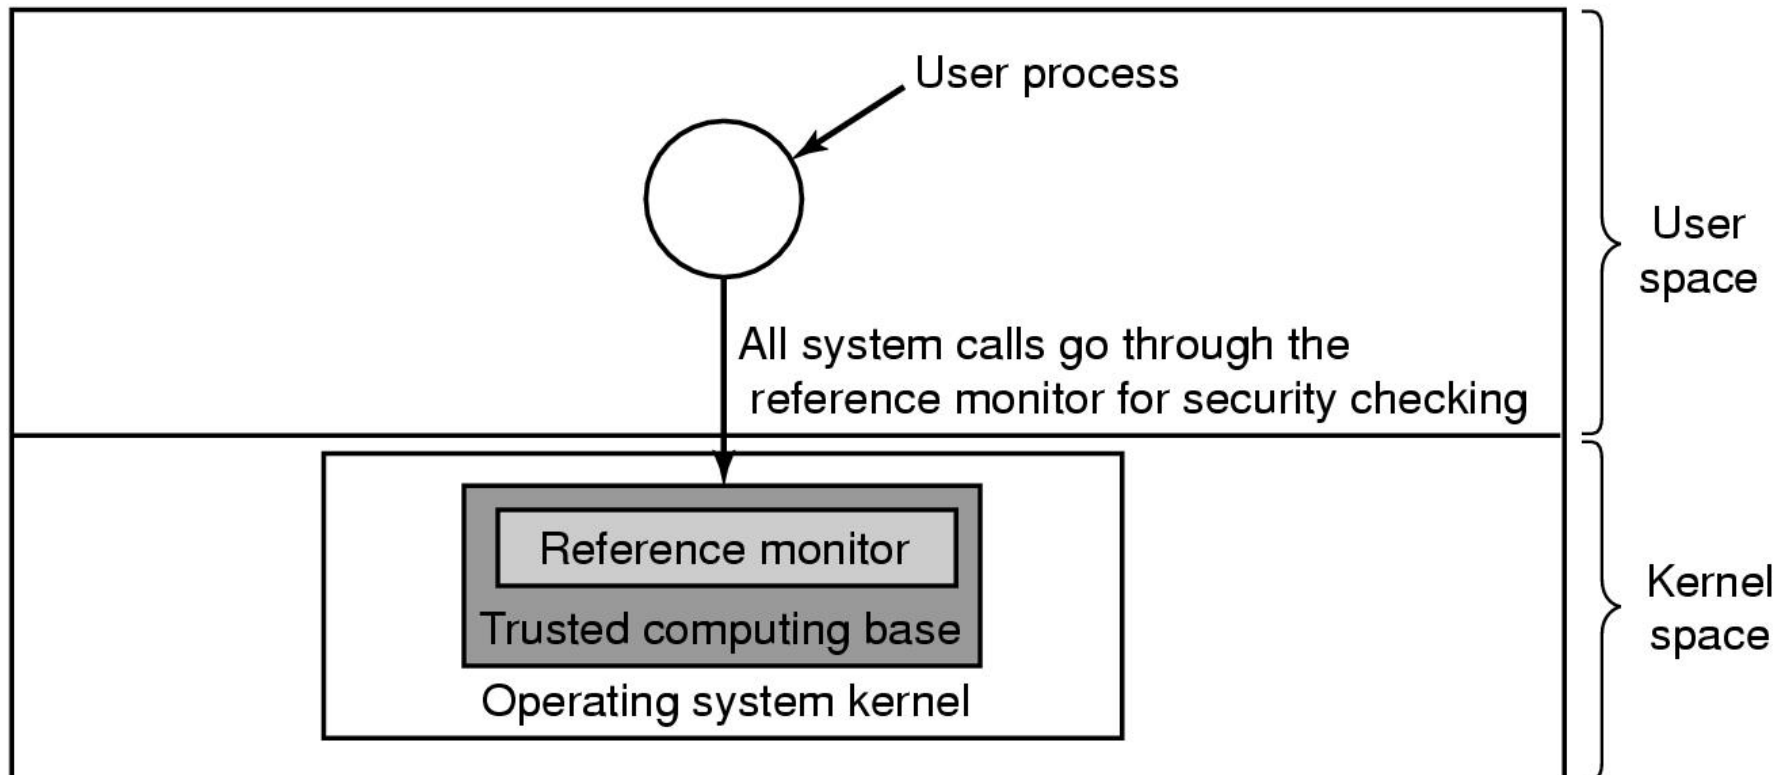 User process
User
space
All system calls go through the
reference monitor for security checking
Reference monitor
Trusted computing base
Operating system kernel
Kernel
space